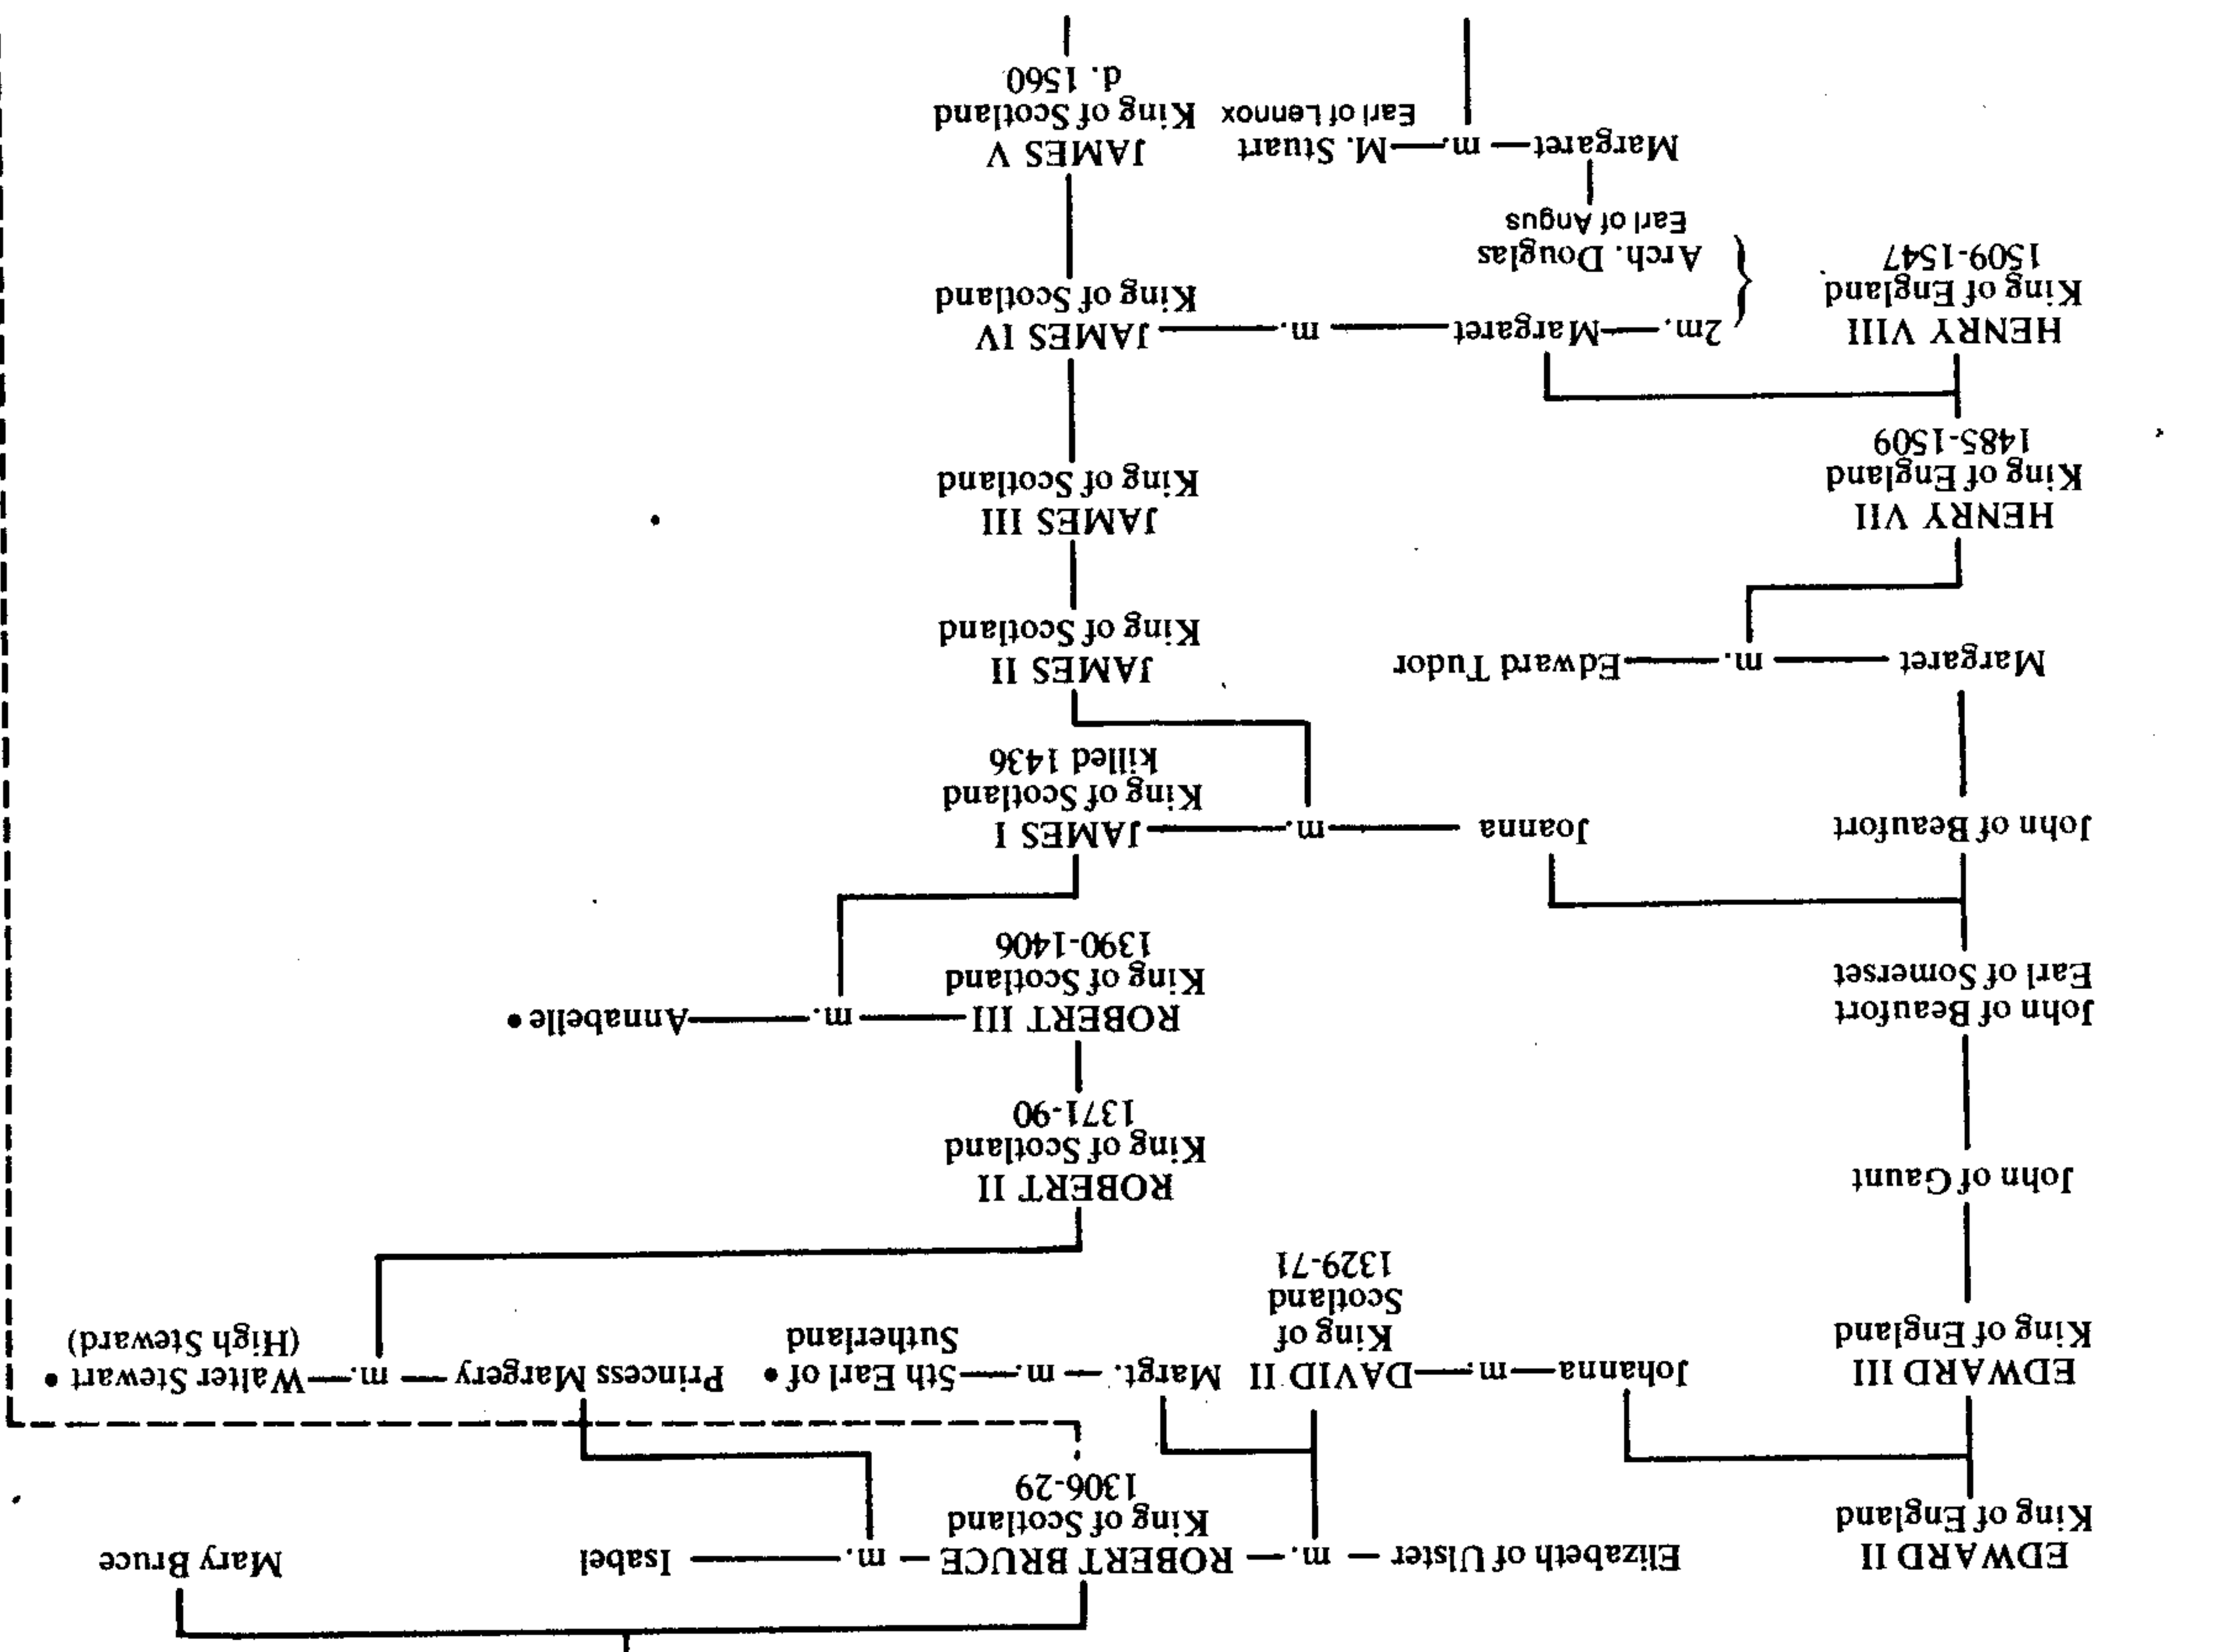 EDWARD II
King of England
Elizabeth of Ulster — m. — ROBERT BRUCE — m. — Isabel
King of Scotland
1306-29
Mary Bruce
EDWARD III
King of England
Johanna — m. — DAVID II
King of
Scotland
1329-71
Margt. — m. — 5th Earl of •
Sutherland
Princess Margery — m. — Walter Stewart •
(High Steward)
John of Gaunt
ROBERT II
King of Scotland
1371-90
John of Beaufort
Earl of Somerset
ROBERT III — m. — Annabelle •
King of Scotland
1390-1406
John of Beaufort
Joanna — m. — JAMES I
King of Scotland
killed 1436
Margaret — m. — Edward Tudor
JAMES II
King of Scotland
HENRY VII
King of England
1485-1509
JAMES III
King of Scotland
HENRY VIII
King of England
1509-1547
2m. — Margaret — m. — JAMES IV
King of Scotland
Arch. Douglas
Earl of Angus
Margaret — m. — M. Stuart
Earl of Lennox
JAMES V
King of Scotland
d. 1560